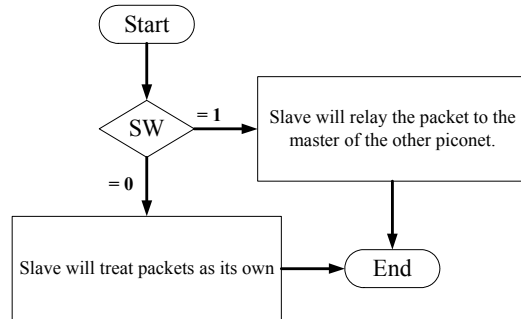 Start
SW
= 1
Slave will relay the packet to the
master of the other piconet.
= 0
Slave will treat packets as its own
End